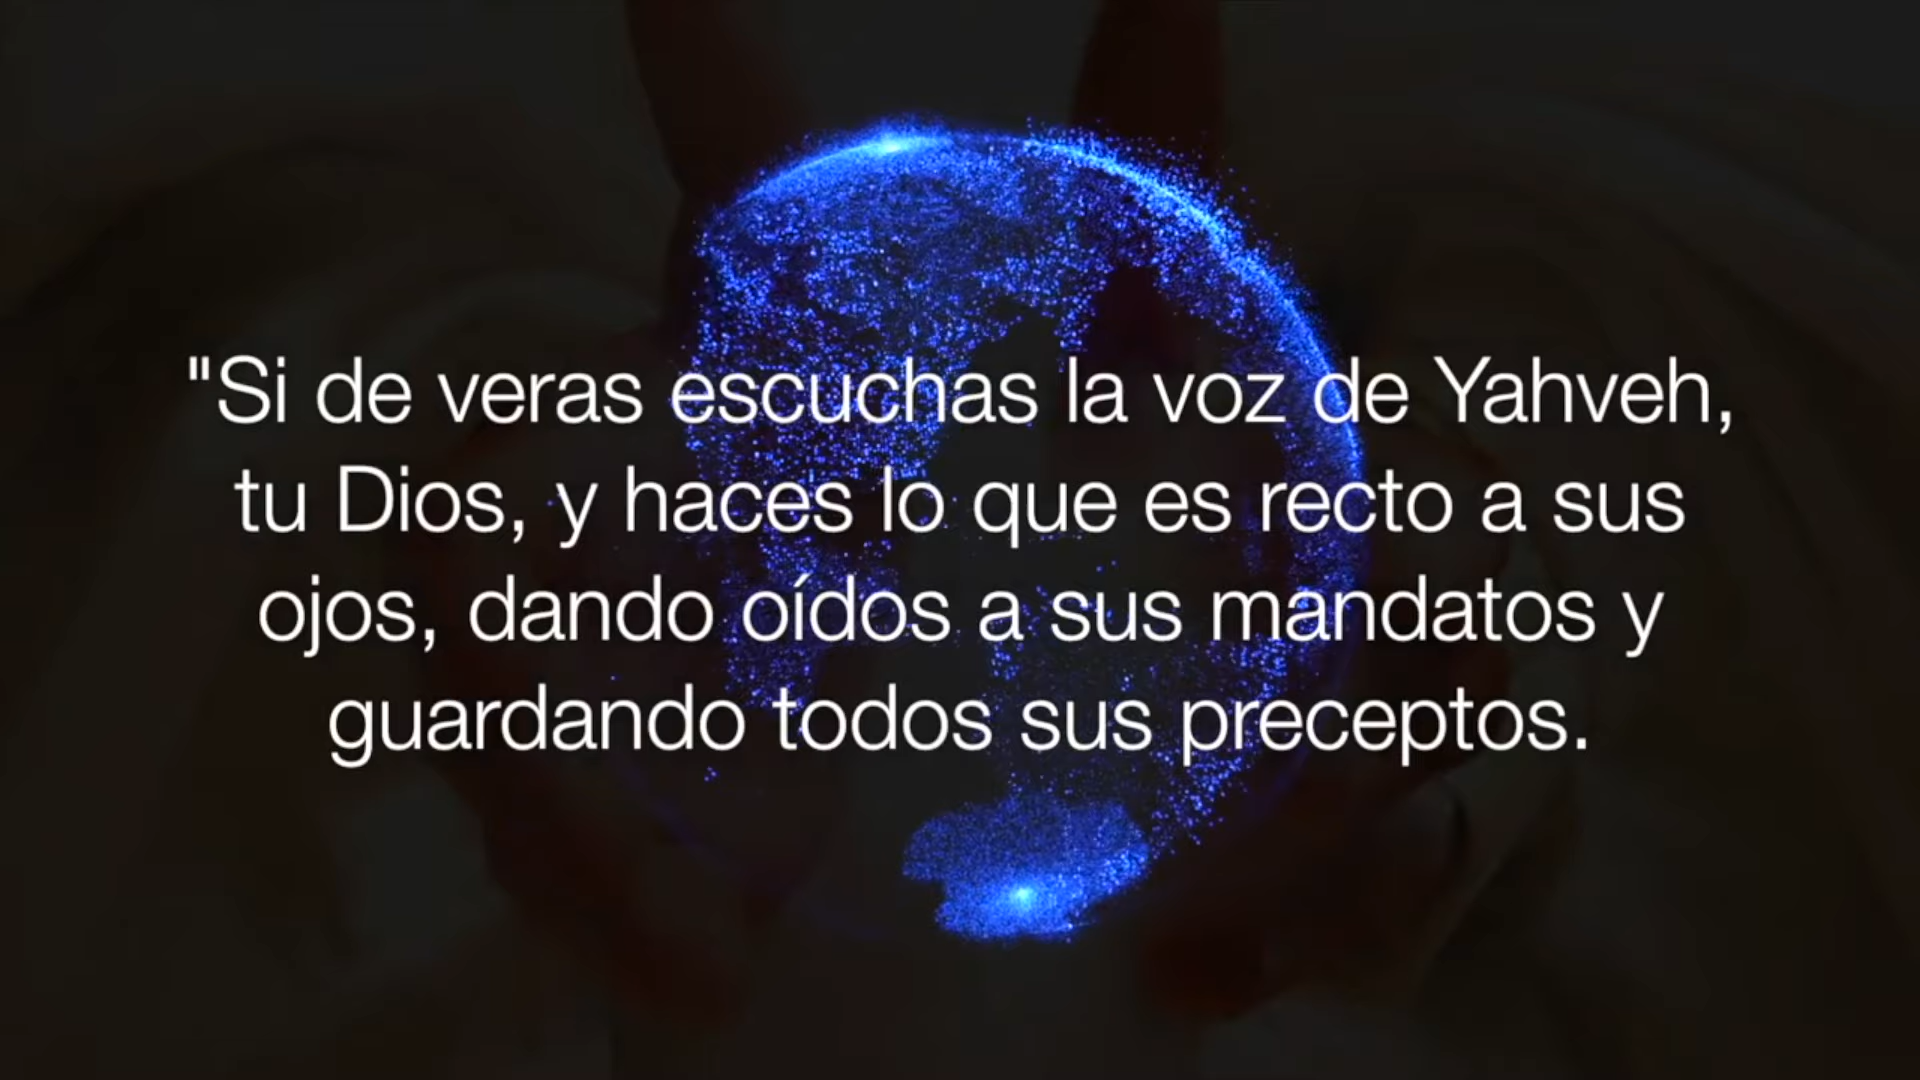 "Si de veras escuchas la voz de Yahveh,
tu Dios, y haces lo que es recto a sus
ojos, dando oídos a sus mandatos y
guardando todos sus preceptos.